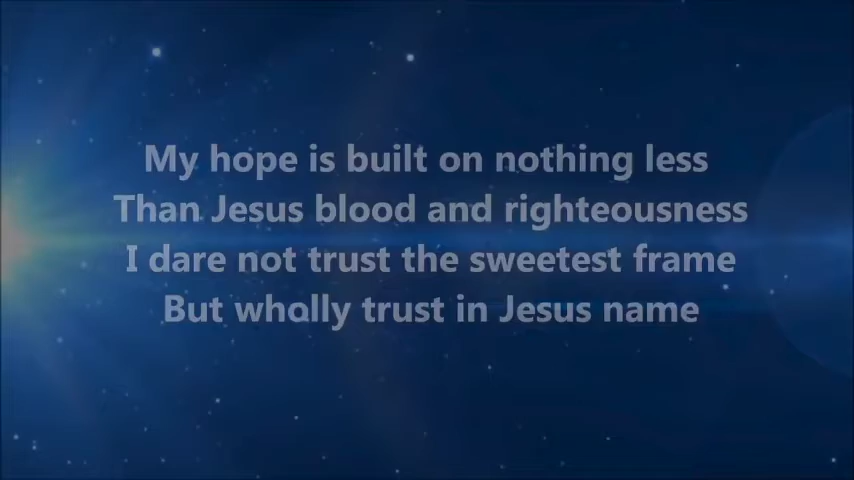 My hope is built on nothing less
Than Jesus blood and righteousness
I dare not trust the sweetest frame
But wholly trust in Jesus name